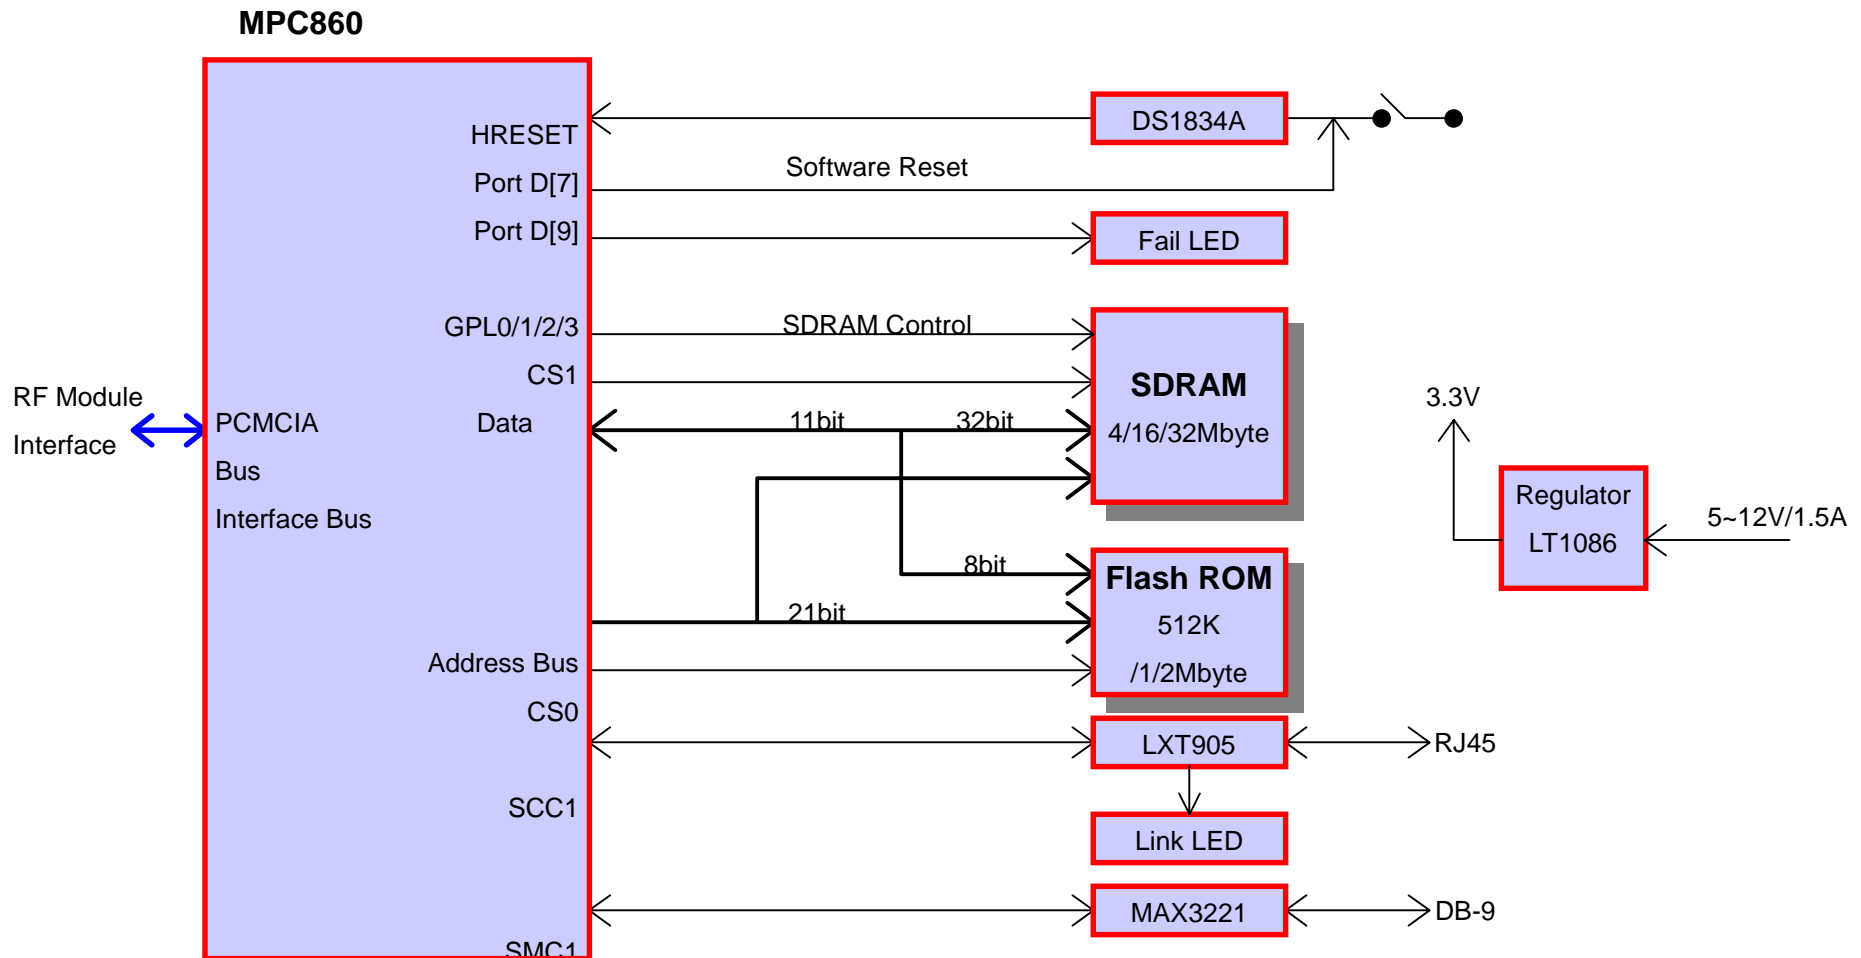 MPC860
HRESET
DS1834A
Software Reset
Port D[7]
Port D[9]
Fail LED
GPL0/1/2/3
SDRAM Control
CS1
SDRAM
4/16/32Mbyte
RF Module
Interface
PCMCIA
Bus
Interface Bus
Data
11bit
32bit
3.3V
Regulator
LT1086
5~12V/1.5A
8bit
Flash ROM
512K
/1/2Mbyte
21bit
Address Bus
CS0
LXT905
RJ45
SCC1
Link LED
MAX3221
DB-9
SMC1